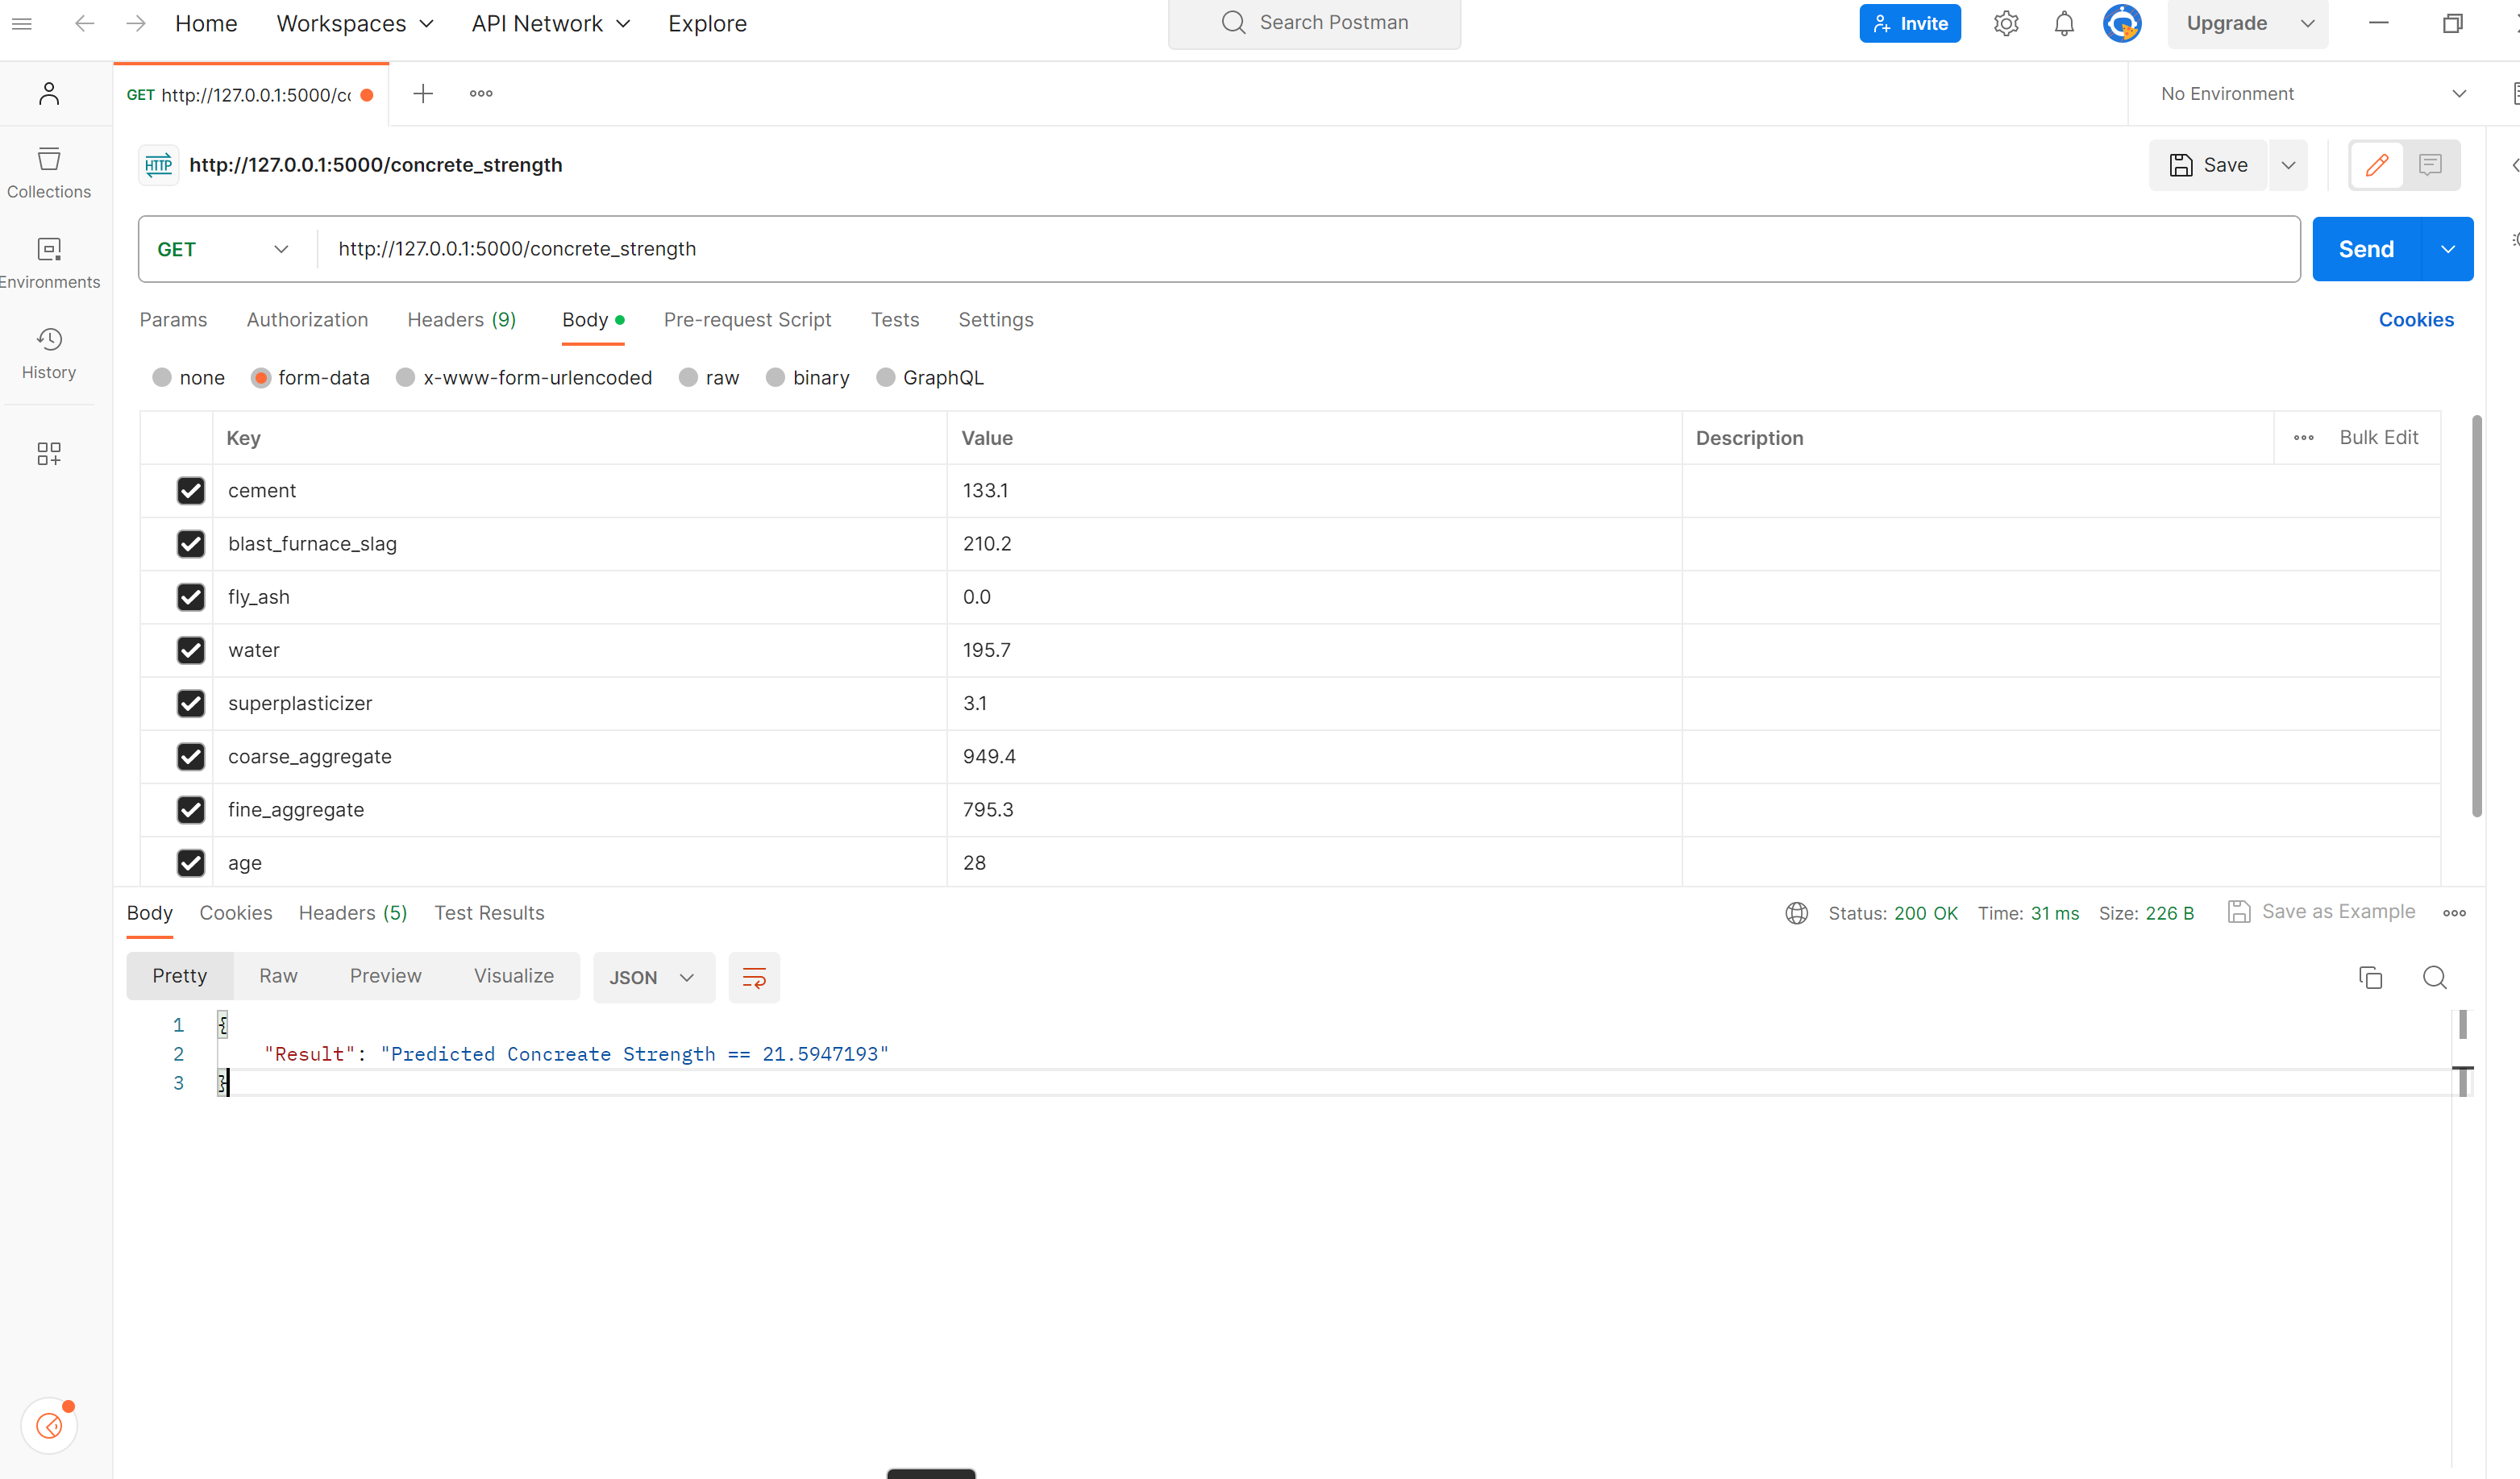 Home Workspaces API Network Explore Search Postman Invite Upgrade
GET http://127.0.0.1:5000/cc No Environment
HTTP http://127.0.0.1:5000/concrete_strength Save
Collections
GET http://127.0.0.1:5000/concrete_strength Send
Environments
Params Authorization Headers (9) Body Pre-request Script Tests Settings Cookies
History
none form-data x-www-form-urlencoded raw binary GraphQL
Key Value Description Bulk Edit
cement 133.1
blast_furnace_slag 210.2
fly_ash 0.0
water 195.7
superplasticizer 3.1
coarse_aggregate 949.4
fine_aggregate 795.3
age 28
Body Cookies Headers (5) Test Results Status: 200 OK Time: 31 ms Size: 226 B Save as Example
Pretty Raw Preview Visualize JSON
1 {
2 "Result": "Predicted Concreate Strength == 21.5947193"
3 }